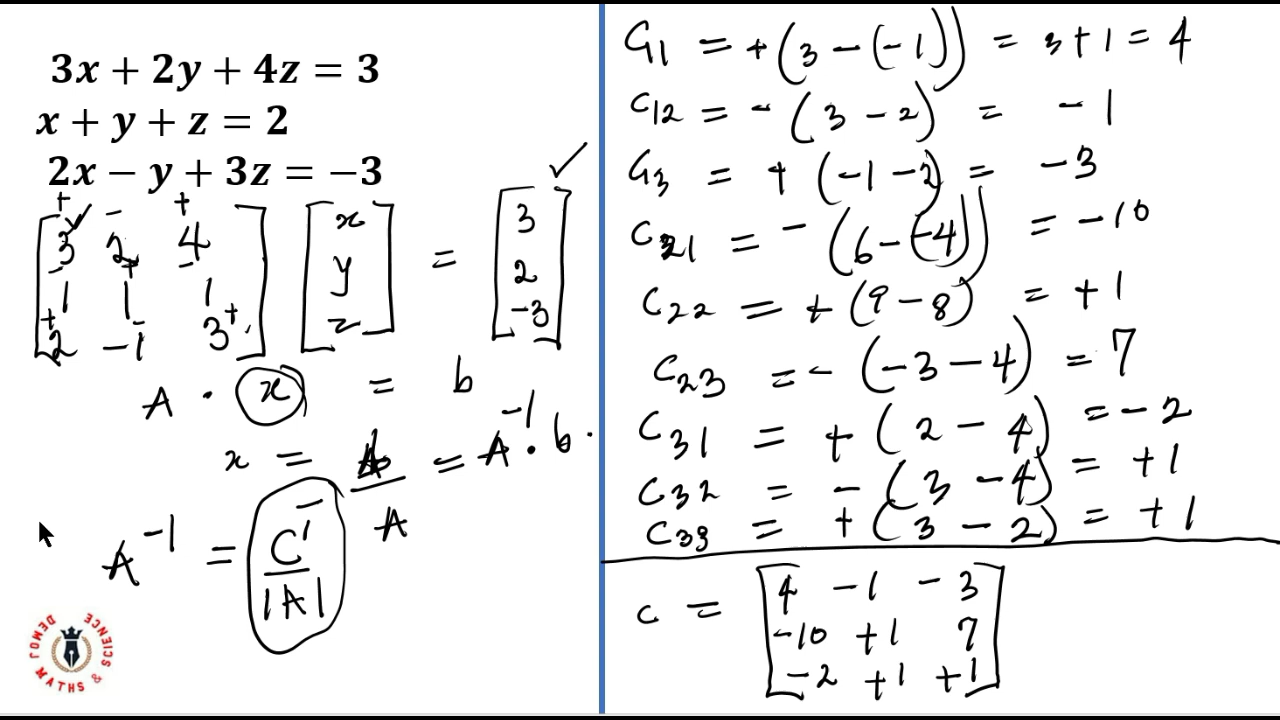 3x + 2y + 4z = 3
x + y + z = 2
2x − y + 3z = −3
+ − +
3 2 4
− + −
1 1 1
+ − +
2 −1 3
x
y
z
=
3
2
−3
A . x = b
x = b/A = A⁻¹ . b .
A⁻¹ = C'/|A|
DEMOJ MATHS & SCIENCE
C11 = +(3 − (−1)) = 3 + 1 = 4
C12 = −(3 − 2) = −1
C13 = +(−1 − 2) = −3
C21 = −(6 − (−4)) = −10
C22 = +(9 − 8) = +1
C23 = −(−3 − 4) = 7
C31 = +(2 − 4) = −2
C32 = −(3 − 4) = +1
C33 = +(3 − 2) = +1
C =
4 −1 −3
−10 +1 7
−2 +1 +1